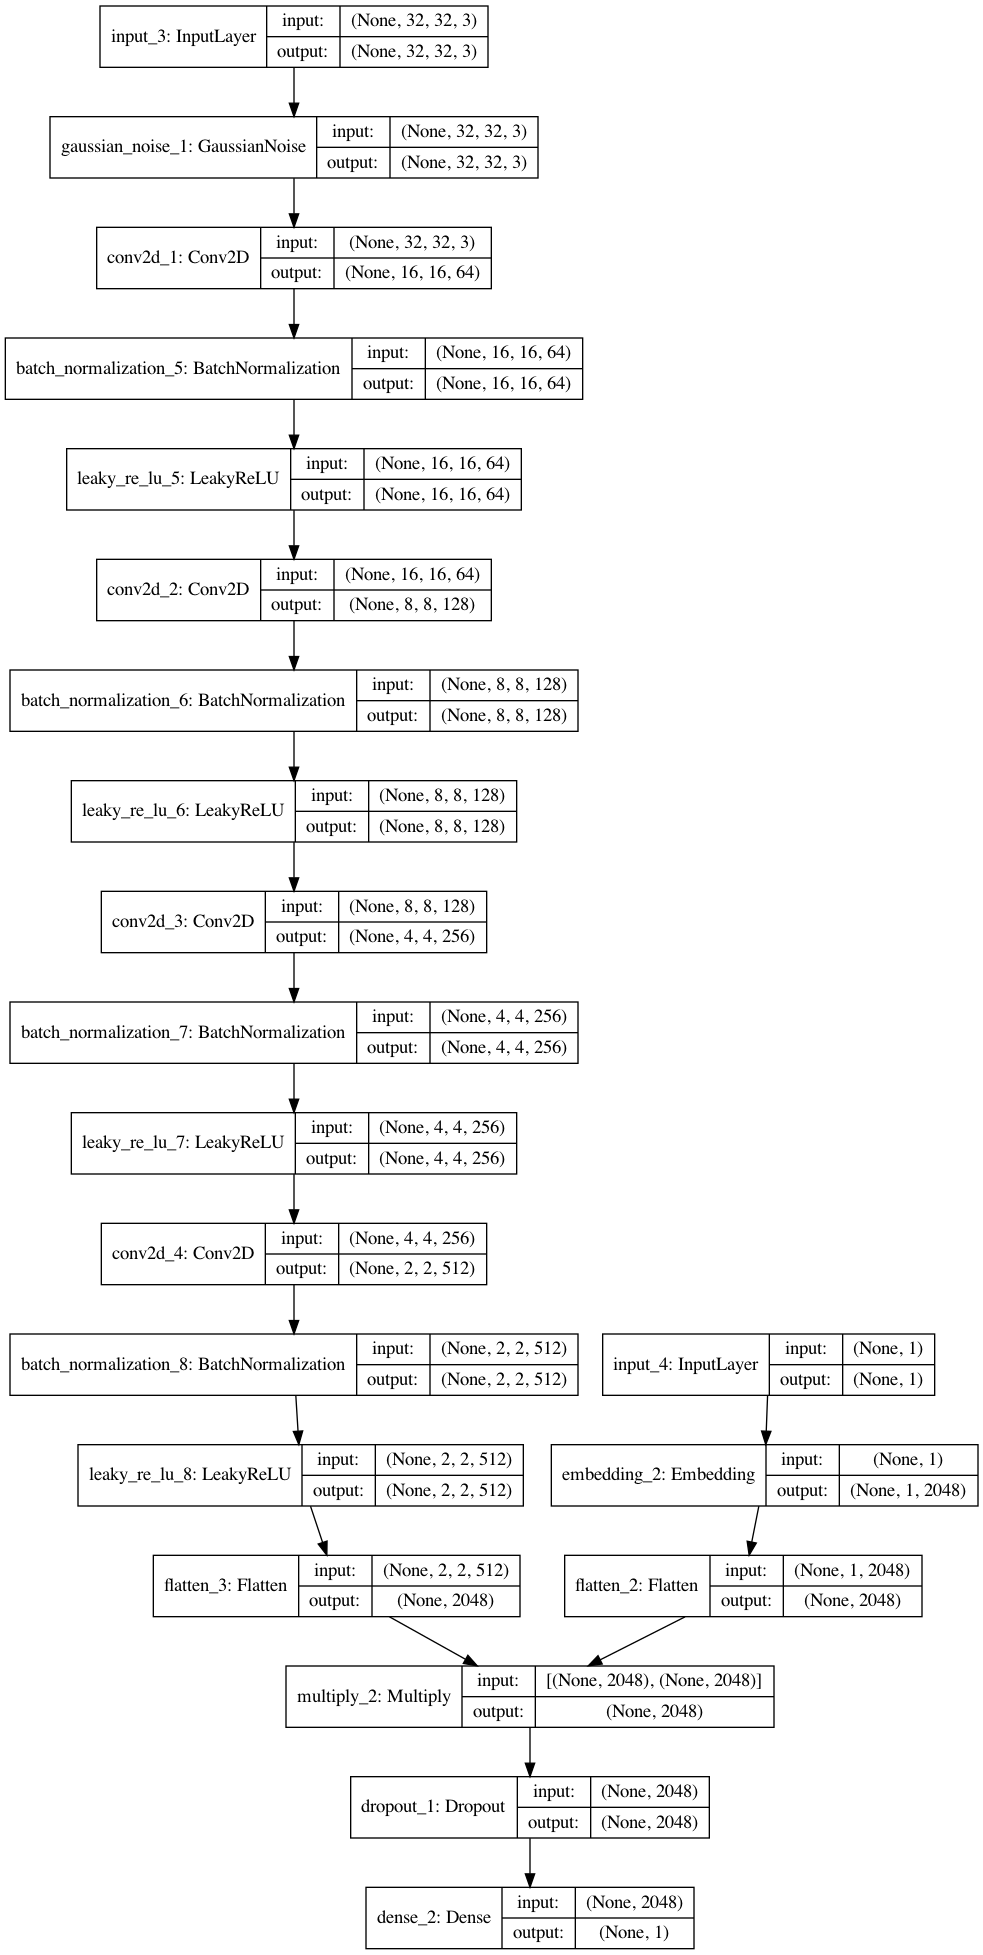 input_3: InputLayer
input: (None, 32, 32, 3)
output: (None, 32, 32, 3)
gaussian_noise_1: GaussianNoise
input: (None, 32, 32, 3)
output: (None, 32, 32, 3)
conv2d_1: Conv2D
input: (None, 32, 32, 3)
output: (None, 16, 16, 64)
batch_normalization_5: BatchNormalization
input: (None, 16, 16, 64)
output: (None, 16, 16, 64)
leaky_re_lu_5: LeakyReLU
input: (None, 16, 16, 64)
output: (None, 16, 16, 64)
conv2d_2: Conv2D
input: (None, 16, 16, 64)
output: (None, 8, 8, 128)
batch_normalization_6: BatchNormalization
input: (None, 8, 8, 128)
output: (None, 8, 8, 128)
leaky_re_lu_6: LeakyReLU
input: (None, 8, 8, 128)
output: (None, 8, 8, 128)
conv2d_3: Conv2D
input: (None, 8, 8, 128)
output: (None, 4, 4, 256)
batch_normalization_7: BatchNormalization
input: (None, 4, 4, 256)
output: (None, 4, 4, 256)
leaky_re_lu_7: LeakyReLU
input: (None, 4, 4, 256)
output: (None, 4, 4, 256)
conv2d_4: Conv2D
input: (None, 4, 4, 256)
output: (None, 2, 2, 512)
batch_normalization_8: BatchNormalization
input: (None, 2, 2, 512)
output: (None, 2, 2, 512)
input_4: InputLayer
input: (None, 1)
output: (None, 1)
leaky_re_lu_8: LeakyReLU
input: (None, 2, 2, 512)
output: (None, 2, 2, 512)
embedding_2: Embedding
input: (None, 1)
output: (None, 1, 2048)
flatten_3: Flatten
input: (None, 2, 2, 512)
output: (None, 2048)
flatten_2: Flatten
input: (None, 1, 2048)
output: (None, 2048)
multiply_2: Multiply
input: [(None, 2048), (None, 2048)]
output: (None, 2048)
dropout_1: Dropout
input: (None, 2048)
output: (None, 2048)
dense_2: Dense
input: (None, 2048)
output: (None, 1)